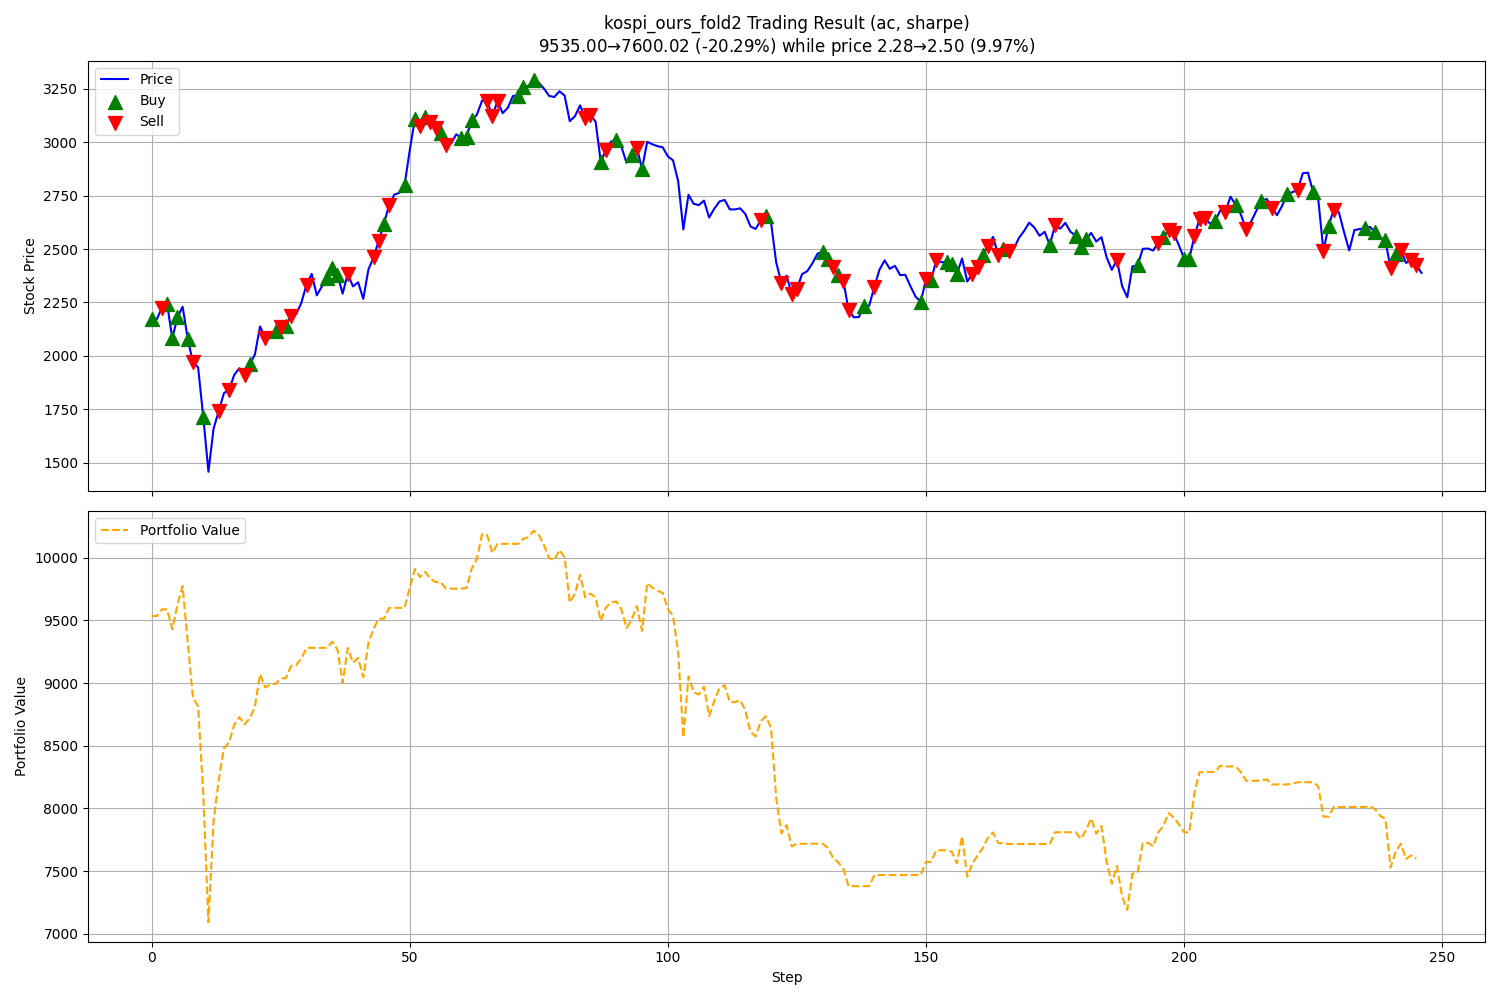 kospi_ours_fold2 Trading Result (ac, sharpe)
9535.00→7600.02 (-20.29%) while price 2.28→2.50 (9.97%)
Price
Buy
Sell
Stock Price
3250
3000
2750
2500
2250
2000
1750
1500
Portfolio Value
Portfolio Value
10000
9500
9000
8500
8000
7500
7000
0
50
100
150
200
250
Step